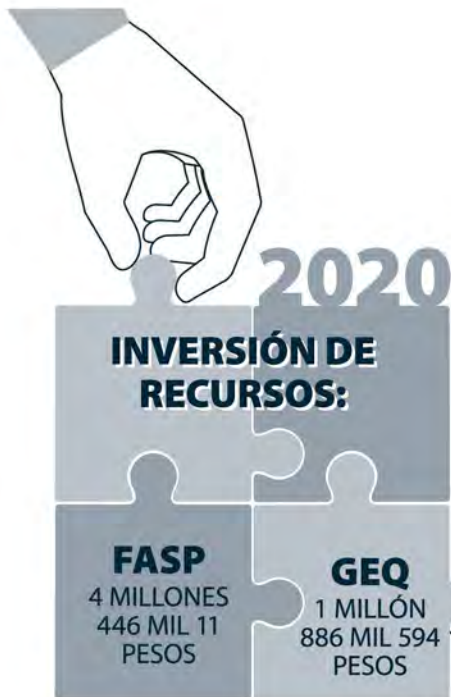 2020
INVERSIÓN DE
RECURSOS:
FASP
4 MILLONES
446 MIL 11
PESOS
GEQ
1 MILLÓN
886 MIL 594
PESOS